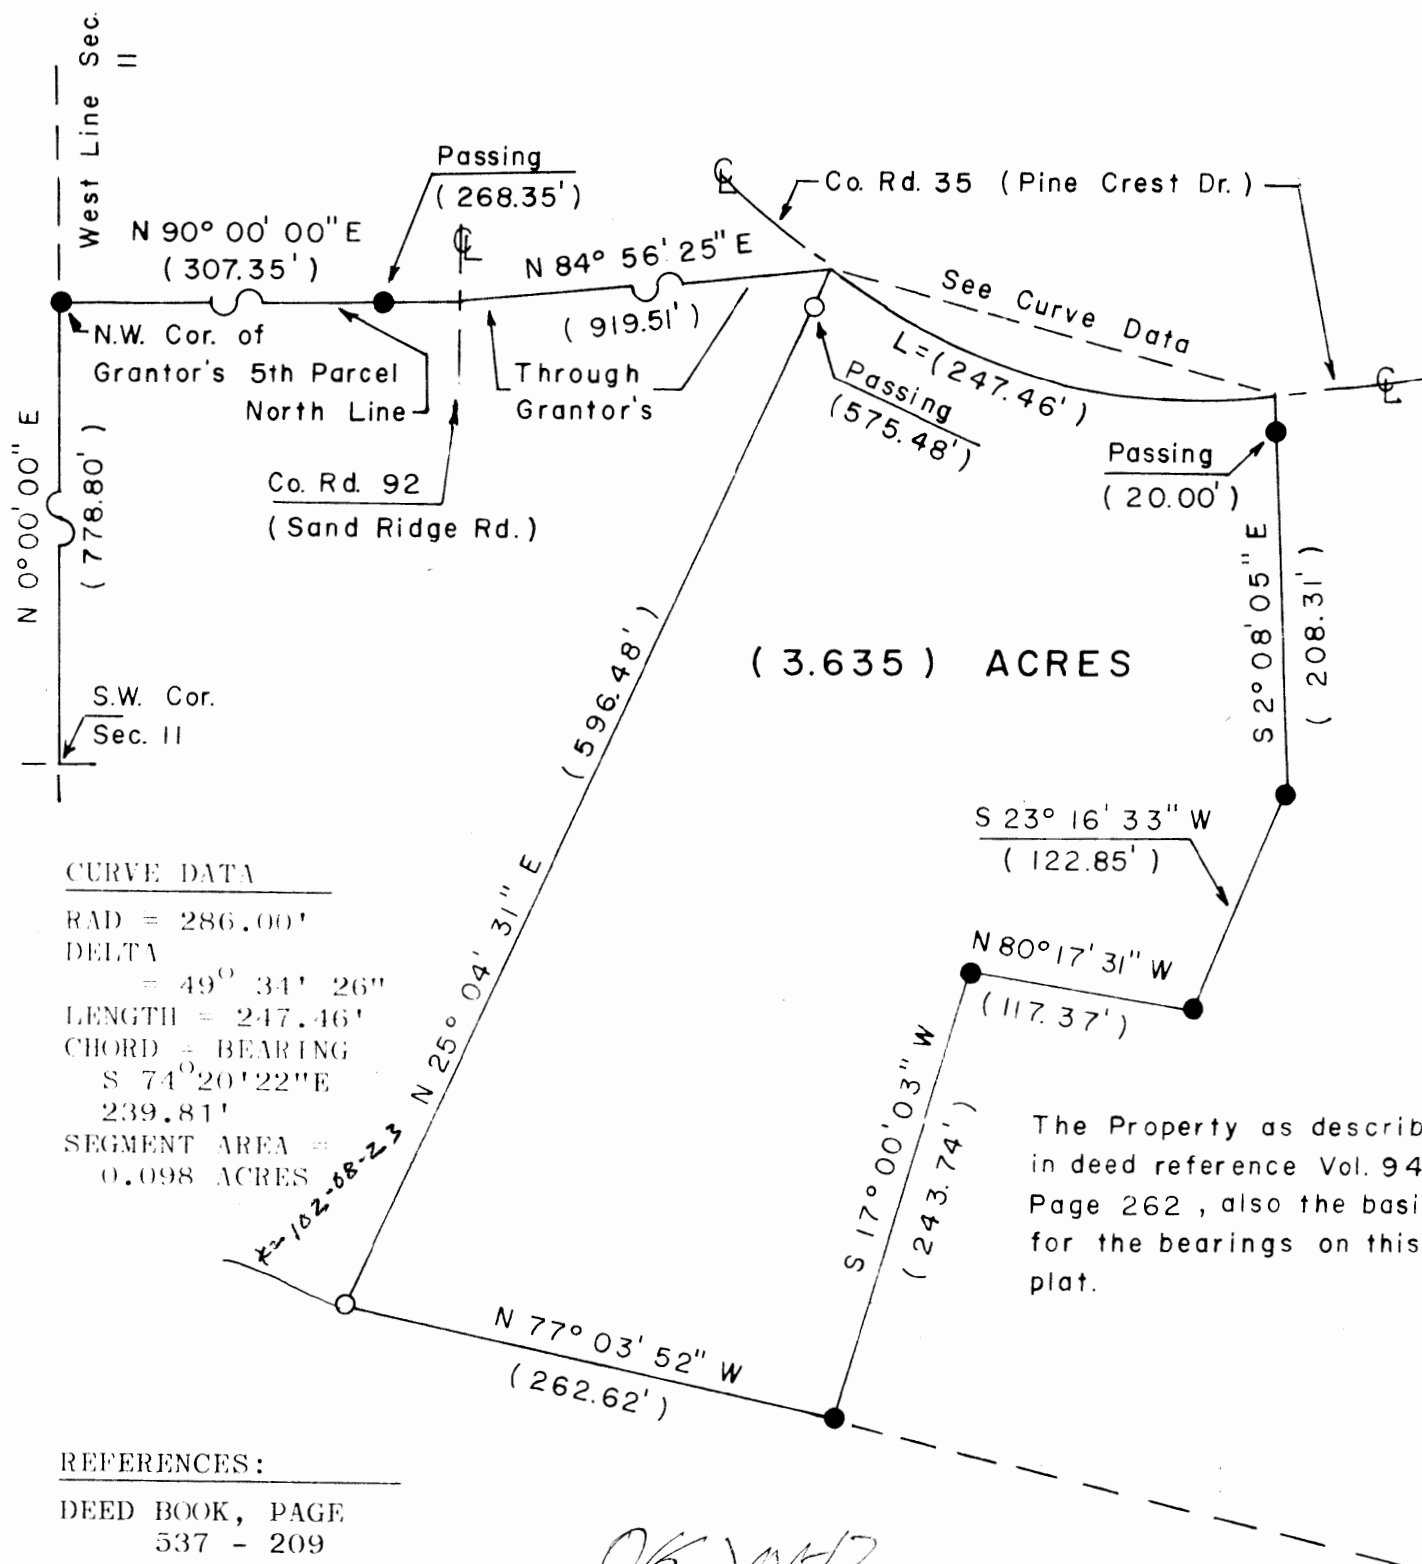 West Line Sec.
11
Passing
(268.35')
℄
Co. Rd. 35 (Pine Crest Dr.)
N 90° 00' 00" E
(307.35')
℄
N 84° 56' 25" E
(919.51')
See Curve Data
L=(247.46')
℄
N.W. Cor. of
Grantor's 5th Parcel
North Line
Through
Grantor's
Passing
(575.48')
Passing
(20.00')
Co. Rd. 92
(Sand Ridge Rd.)
N 0° 00' 00" E
(778.80')
S 2° 08' 05" E
(208.31')
(596.48')
(3.635) ACRES
S.W. Cor.
Sec. 11
S 23° 16' 33" W
(122.85')
CURVE DATA
RAD = 286.00'
DELTA
= 49° 34' 26"
LENGTH = 247.46'
CHORD = BEARING
S 74°20'22"E
239.81'
SEGMENT AREA =
0.098 ACRES
N 25° 04' 31" E
N 80° 17' 31" W
(117.37')
S 17° 00' 03" W
(243.74')
The Property as describ
in deed reference Vol. 94
Page 262, also the basi
for the bearings on this
plat.
102-08-23
N 77° 03' 52" W
(262.62')
REFERENCES:
DEED BOOK, PAGE
537 - 209
OK